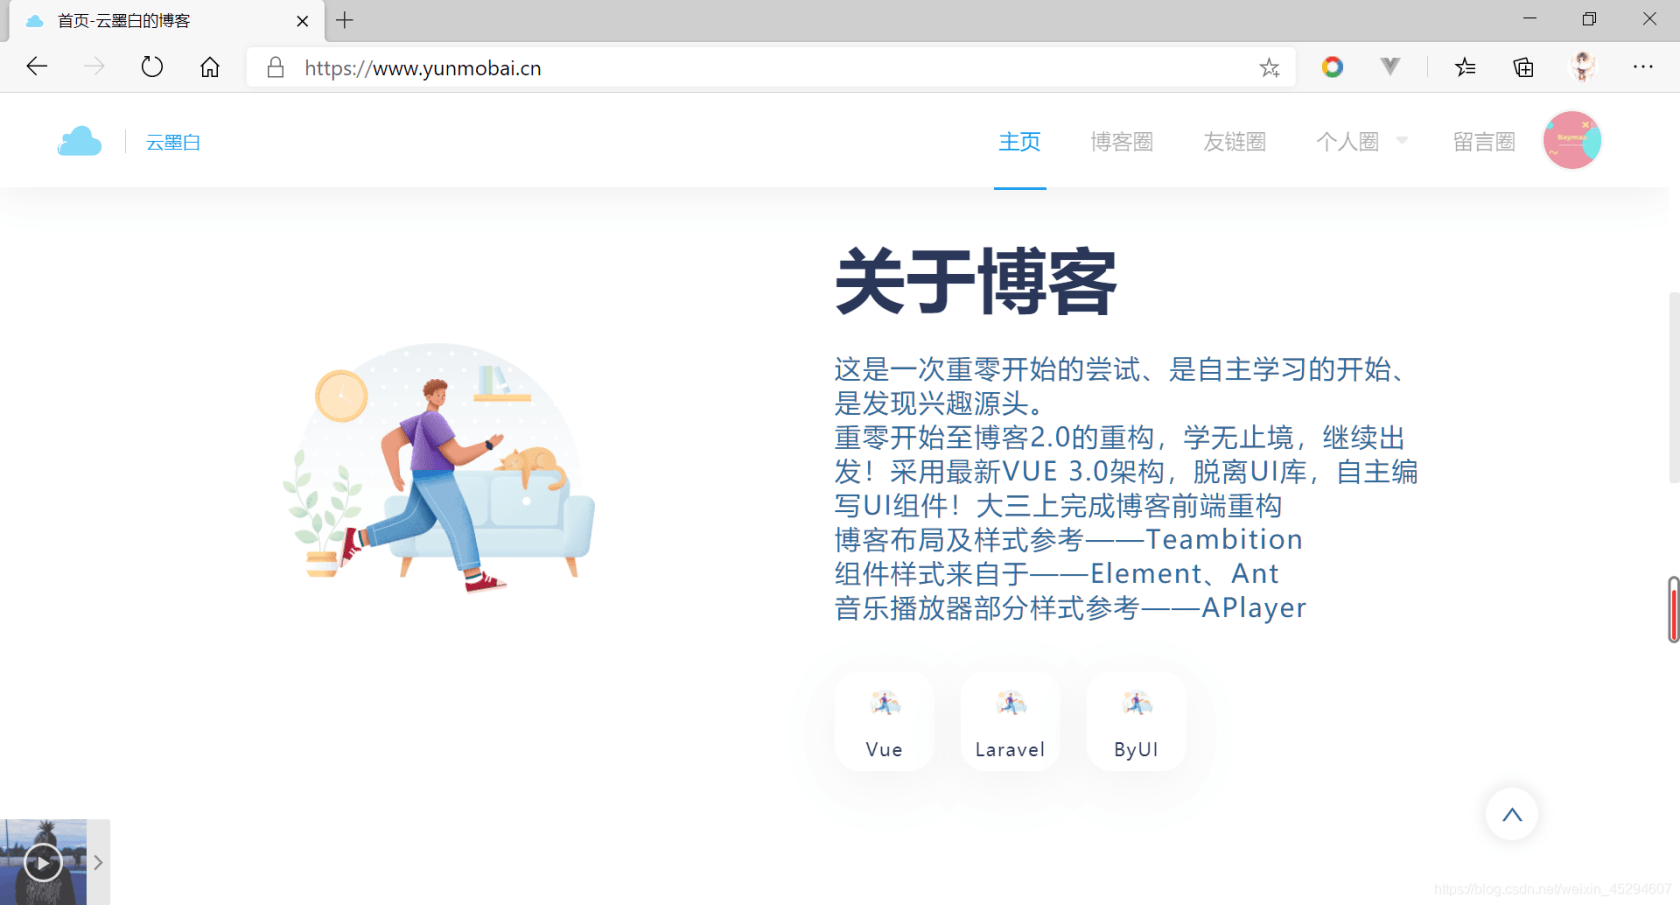 首页-云墨白的博客
https://www.yunmobai.cn
云墨白
主页
博客圈
友链圈
个人圈
留言圈
关于博客
这是一次重零开始的尝试、是自主学习的开始、
是发现兴趣源头。
重零开始至博客2.0的重构，学无止境，继续出
发！采用最新VUE 3.0架构，脱离UI库，自主编
写UI组件！大三上完成博客前端重构
博客布局及样式参考——Teambition
组件样式来自于——Element、Ant
音乐播放器部分样式参考——APlayer
Vue
Laravel
ByUI
https://blog.csdn.net/weixin_45294607